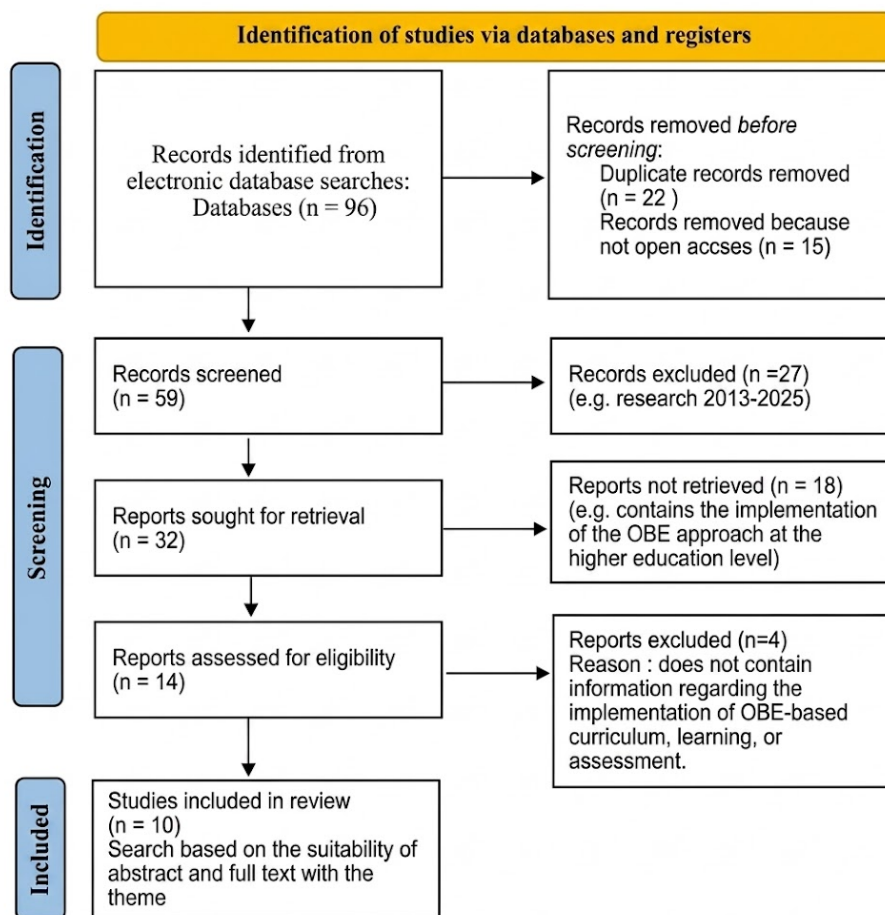 Identification of studies via databases and registers
Identification
Records identified from
electronic database searches:
Databases (n = 96)
Records removed before
screening:
Duplicate records removed
(n = 22 )
Records removed because
not open accses (n = 15)
Screening
Records screened
(n = 59)
Records excluded (n =27)
(e.g. research 2013-2025)
Reports sought for retrieval
(n = 32)
Reports not retrieved (n = 18)
(e.g. contains the implementation
of the OBE approach at the
higher education level)
Reports assessed for eligibility
(n = 14)
Reports excluded (n=4)
Reason : does not contain
information regarding the
implementation of OBE-based
curriculum, learning, or
assessment.
Included
Studies included in review
(n = 10)
Search based on the suitability of
abstract and full text with the
theme